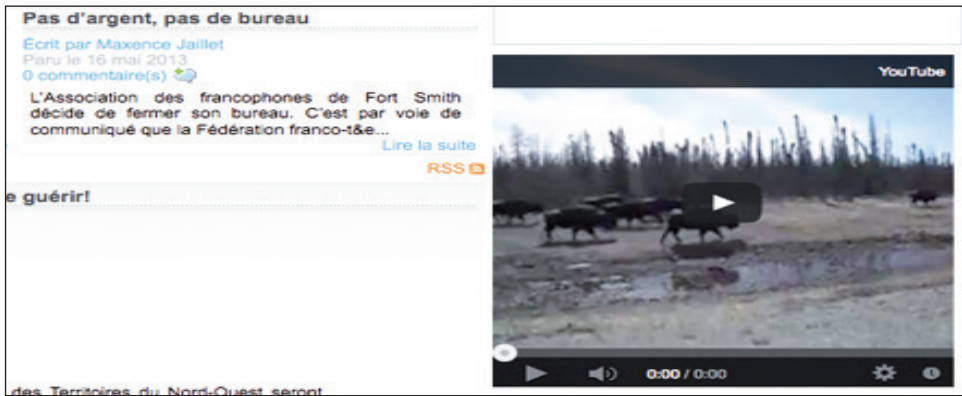 Pas d'argent, pas de bureau
Écrit par Maxence Jaillet
Paru le 16 mai 2013
0 commentaire(s)
L'Association des francophones de Fort Smith
décide de fermer son bureau. C'est par voie de
communiqué que la Fédération franco-t&e...
Lire la suite
RSS
e guérir!
des Territoires du Nord-Ouest seront
YouTube
0:00 / 0:00